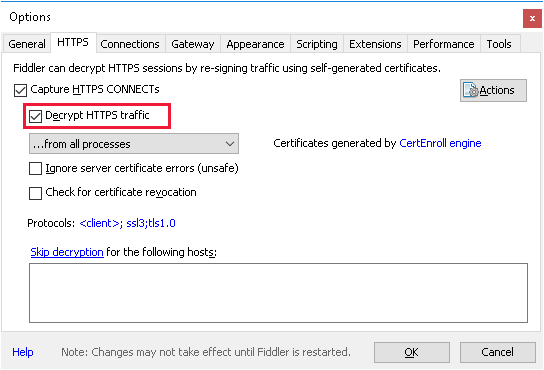 Options
x
General HTTPS Connections Gateway Appearance Scripting Extensions Performance Tools
Fiddler can decrypt HTTPS sessions by re-signing traffic using self-generated certificates.
Capture HTTPS CONNECTs
Actions
Decrypt HTTPS traffic
...from all processes
Certificates generated by CertEnroll engine
Ignore server certificate errors (unsafe)
Check for certificate revocation
Protocols: <client>; ssl3;tls1.0
Skip decryption for the following hosts:
Help
Note: Changes may not take effect until Fiddler is restarted.
OK
Cancel